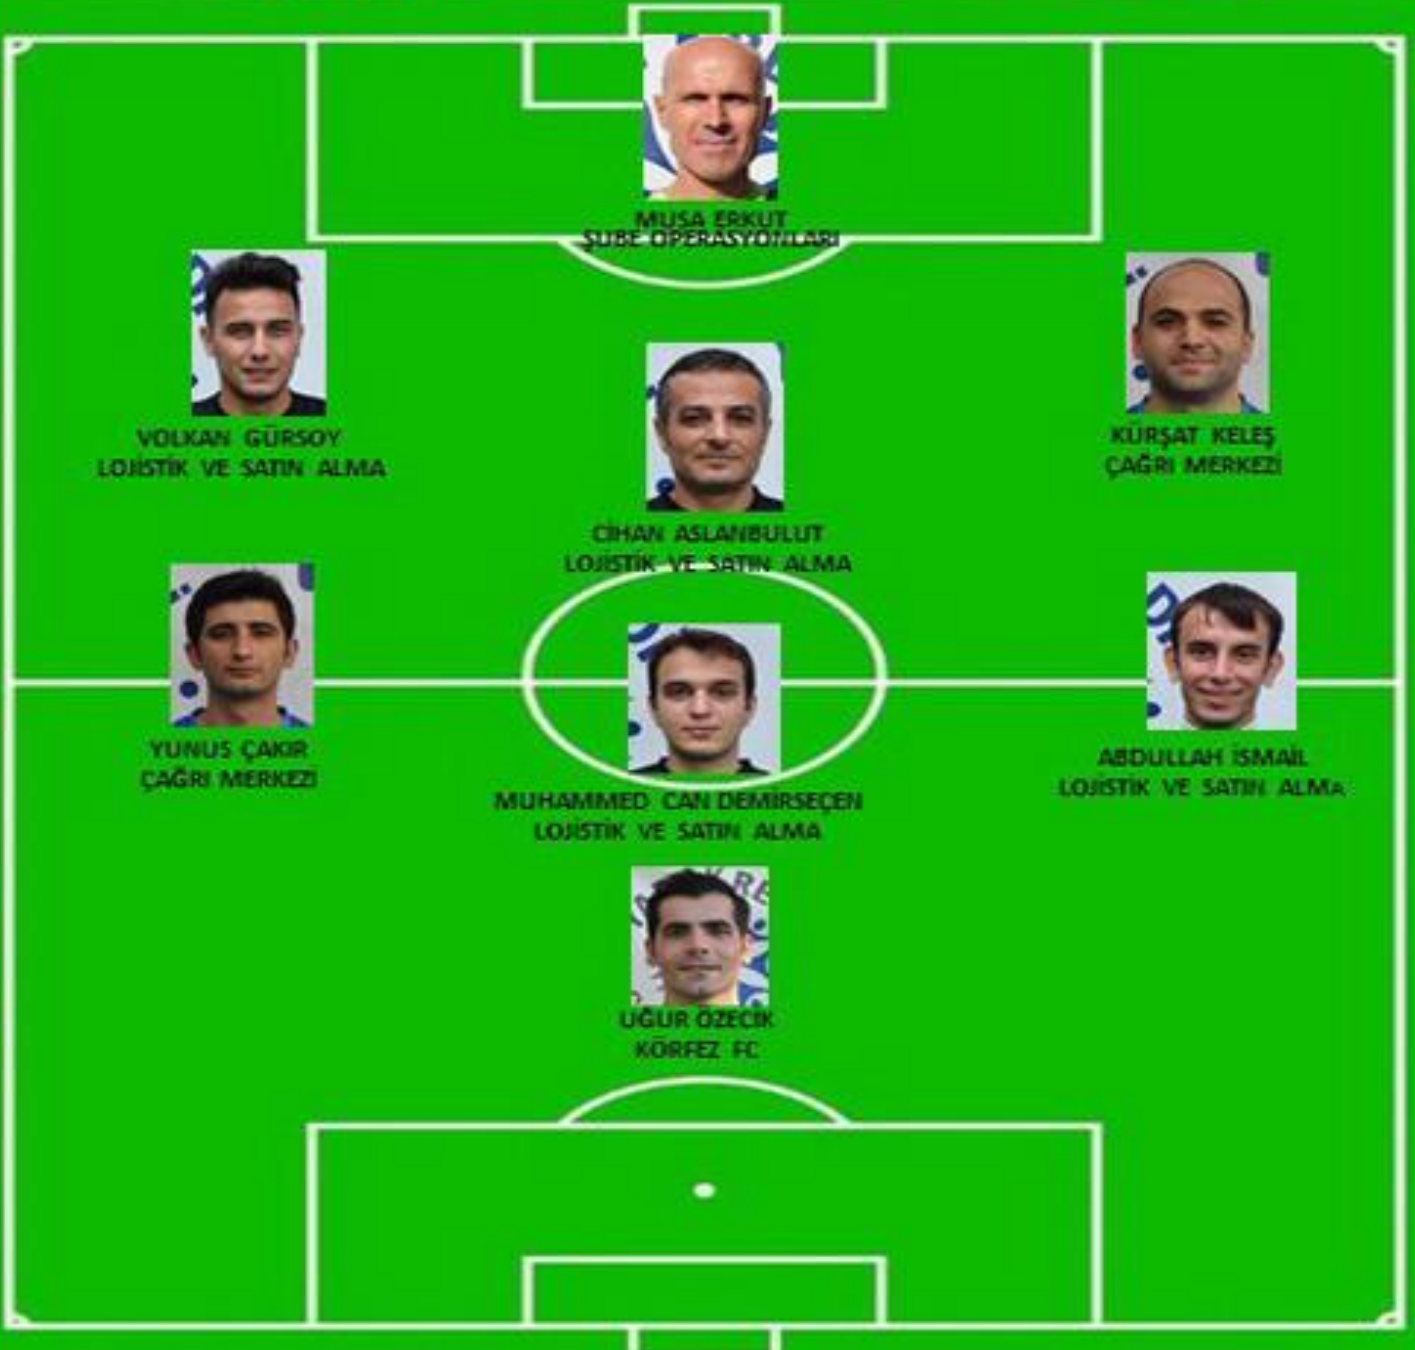 MUSA ERKUT
ŞUBE OPERASYONLARI
VOLKAN GÜRSOY
LOJİSTİK VE SATIN ALMA
KÜRŞAT KELEŞ
ÇAĞRI MERKEZİ
CİHAN ASLANBULUT
LOJİSTİK VE SATIN ALMA
YUNUS ÇAKIR
ÇAĞRI MERKEZİ
MUHAMMED CAN DEMİRSEÇEN
LOJİSTİK VE SATIN ALMA
ABDULLAH İSMAİL
LOJİSTİK VE SATIN ALMA
UĞUR ÖZECİK
KÖRFEZ FC